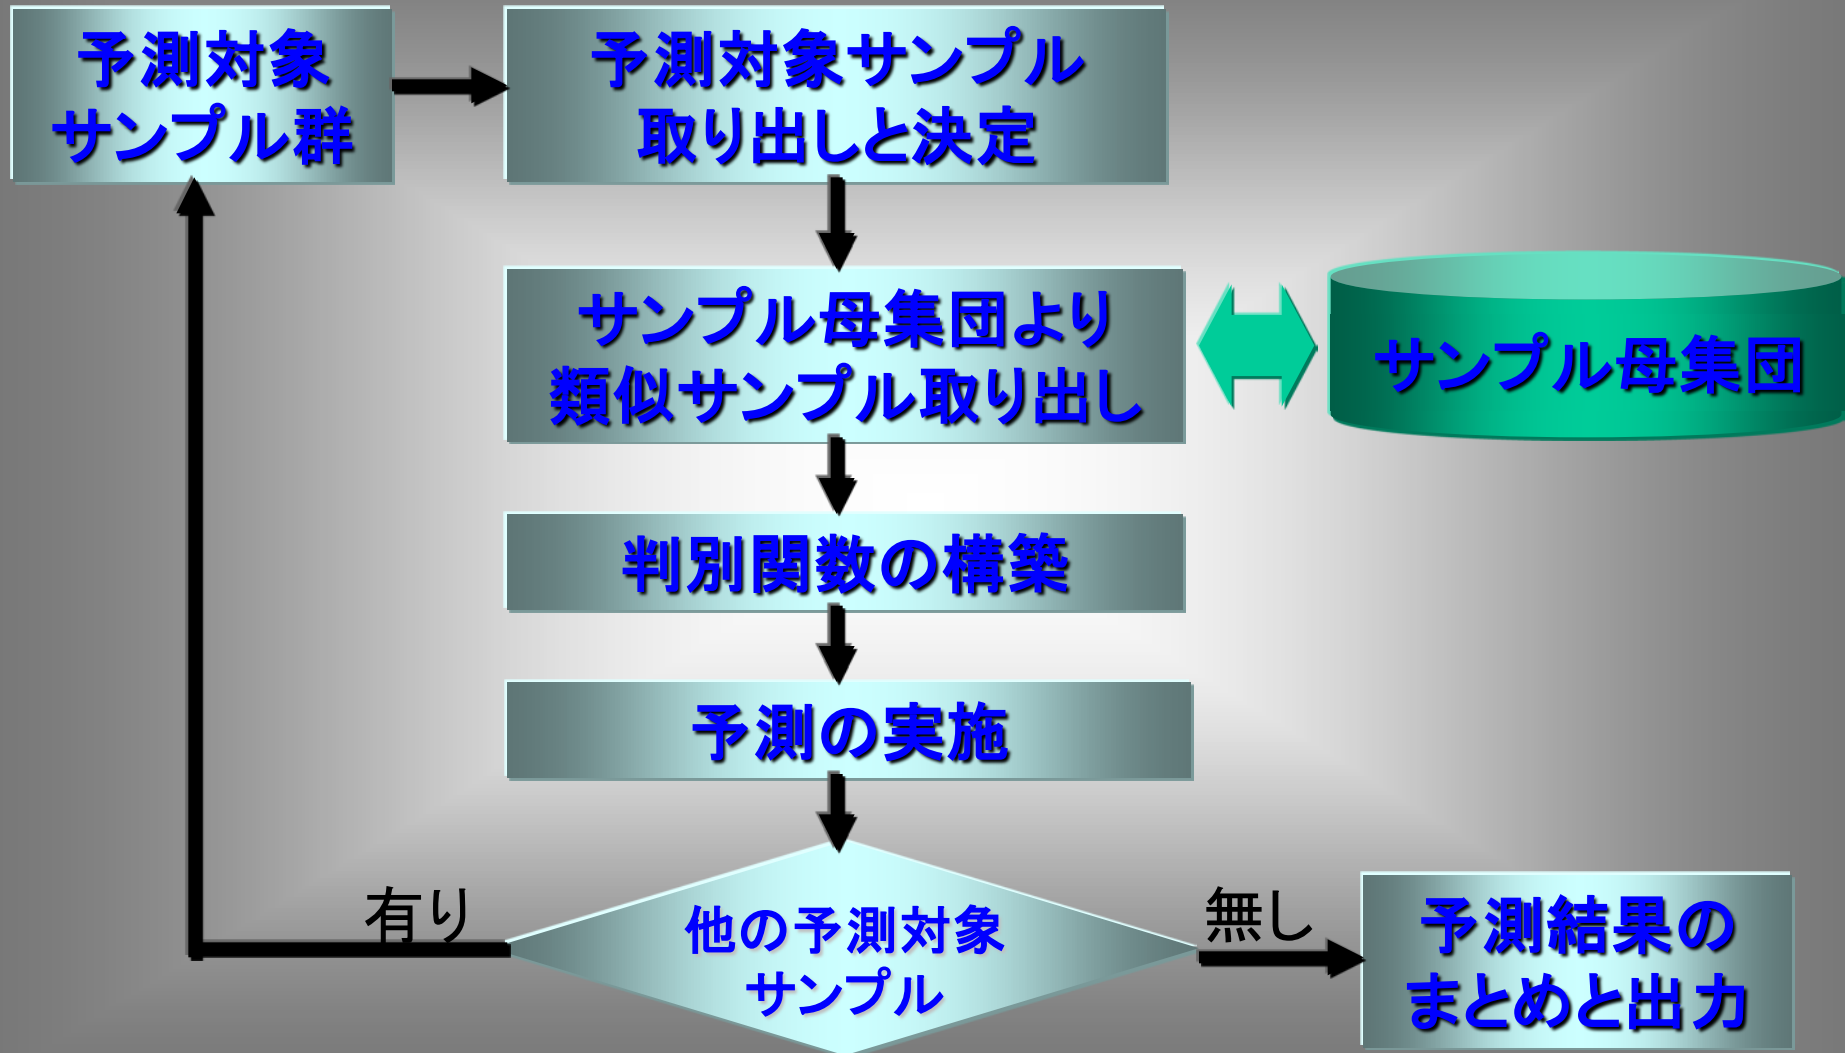 予測対象
サンプル群
予測対象サンプル
取り出しと決定
サンプル母集団より
類似サンプル取り出し
サンプル母集団
判別関数の構築
予測の実施
他の予測対象
サンプル
有り
無し
予測結果の
まとめと出力